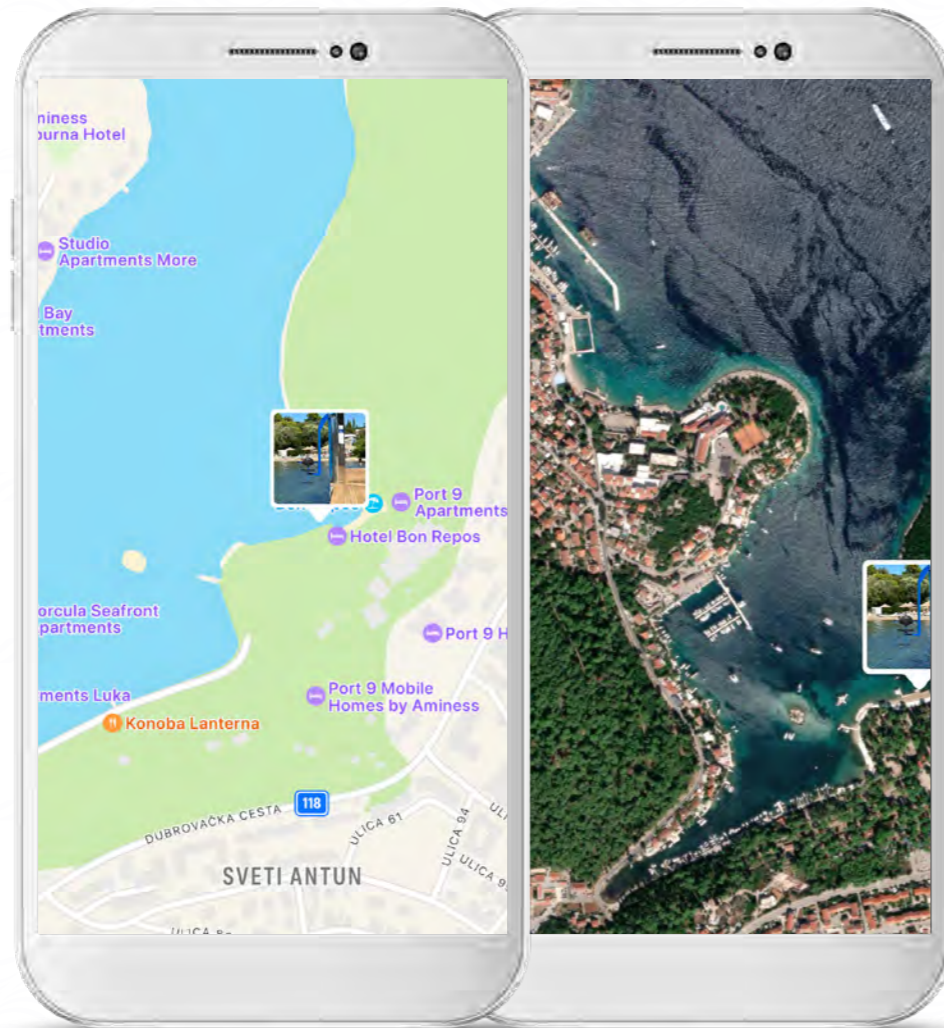 niness
ourna Hotel
Studio
Apartments More
Bay
tments
Port 9
Apartments
Hotel Bon Repos
orcula Seafront
partments
Port 9 H
ments Luka
Port 9 Mobile
Homes by Aminess
Konoba Lanterna
118
DUBROVAČKA CESTA
ULICA 61
ULICA 94
ULICA 9
SVETI ANTUN